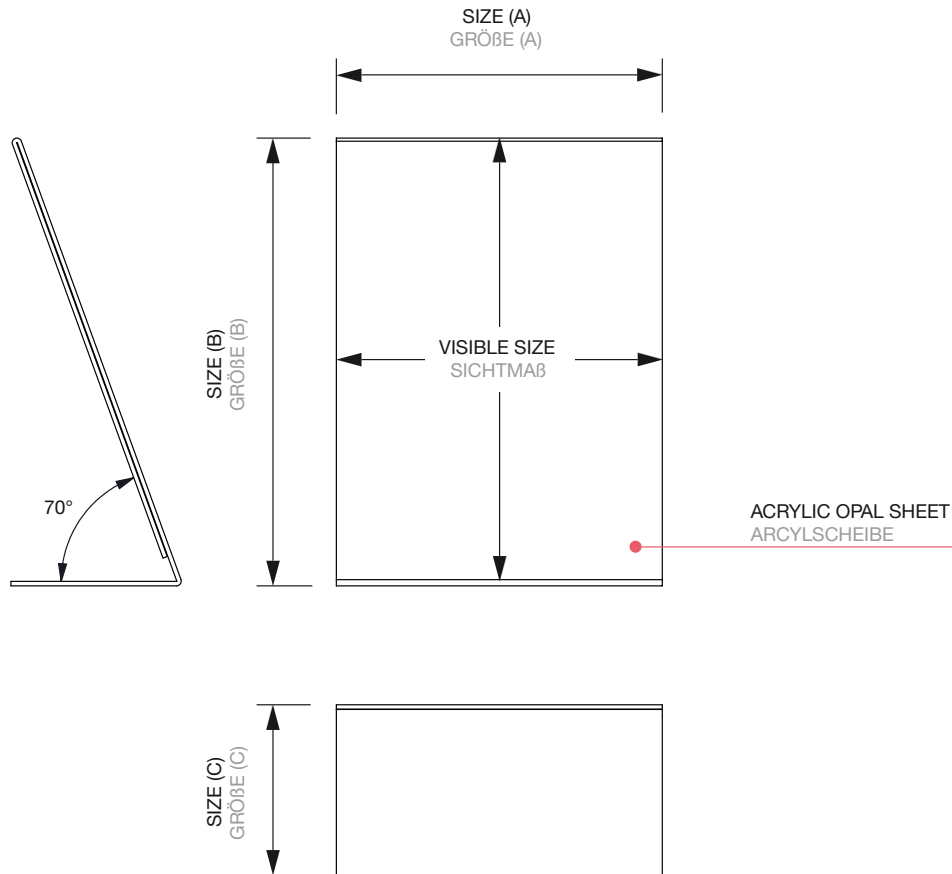 SIZE (A)
GRÖßE (A)
SIZE (B)
GRÖßE (B)
VISIBLE SIZE
SICHTMAß
70°
ACRYLIC OPAL SHEET
ARCYLSCHEIBE
SIZE (C)
GRÖßE (C)